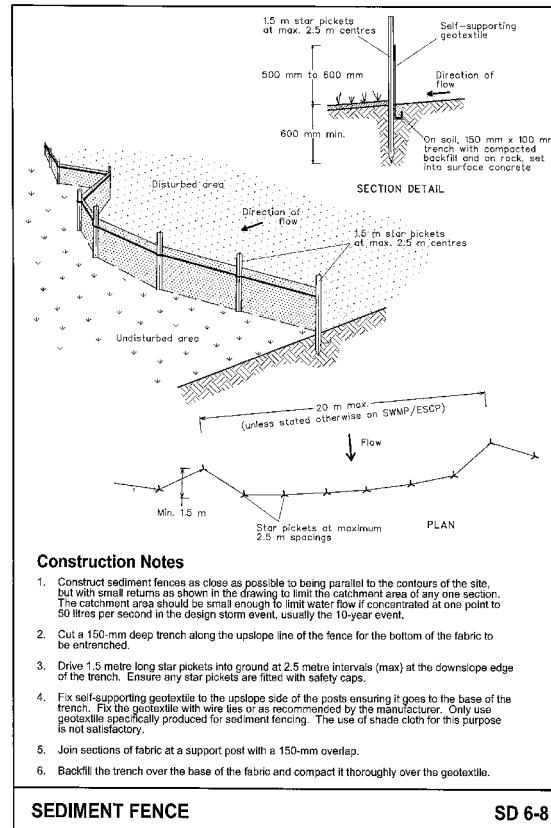 1.5 m star pickets
at max. 2.5 m centres
Self-supporting
geotextile
500 mm to 600 mm
Direction of
flow
600 mm min.
On soil, 150 mm x 100 mm
trench with compacted
backfill and on rock, set
into surface concrete
SECTION DETAIL
Disturbed area
Direction of
flow
1.5 m star pickets
at max. 2.5 m centres
Undisturbed area
20 m max.
(unless stated otherwise on SWMP/ESCP)
Flow
Min. 1.5 m
Star pickets at maximum
2.5 m spacings
PLAN
Construction Notes
1. Construct sediment fences as close as possible to being parallel to the contours of the site,
but with small returns as shown in the drawing to limit the catchment area of any one section.
The catchment area should be small enough to limit water flow if concentrated at one point to
50 litres per second in the design storm event, usually the 10-year event.
2. Cut a 150-mm deep trench along the upslope line of the fence for the bottom of the fabric to
be entrenched.
3. Drive 1.5 metre long star pickets into ground at 2.5 metre intervals (max) at the downslope edge
of the trench. Ensure any star pickets are fitted with safety caps.
4. Fix self-supporting geotextile to the upslope side of the posts ensuring it goes to the base of the
trench. Fix the geotextile with wire ties or as recommended by the manufacturer. Only use
geotextile specifically produced for sediment fencing. The use of shade cloth for this purpose
is not satisfactory.
5. Join sections of fabric at a support post with a 150-mm overlap.
6. Backfill the trench over the base of the fabric and compact it thoroughly over the geotextile.
SEDIMENT FENCE
SD 6-8